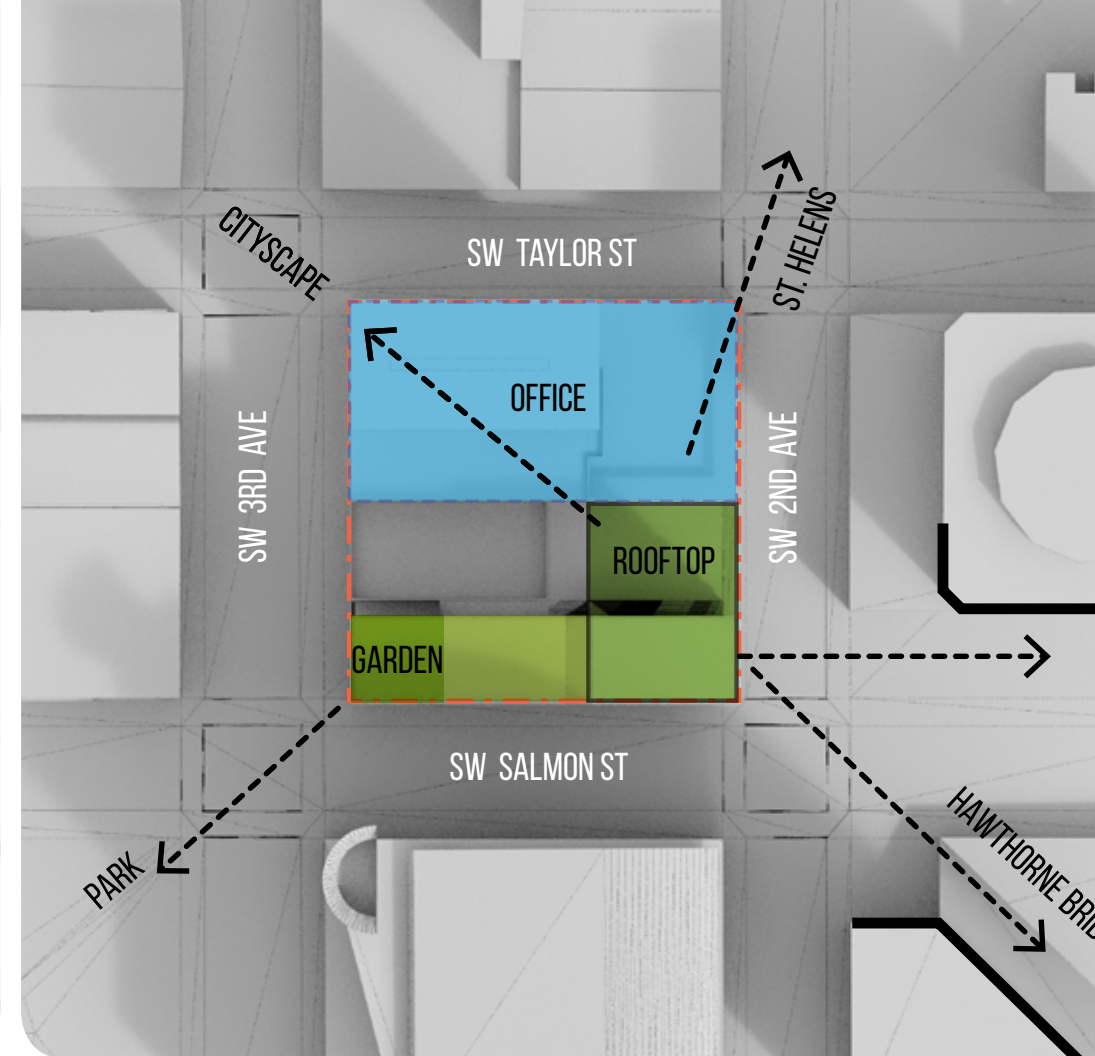 CITYSCAPE
ST. HELENS
SW TAYLOR ST
OFFICE
SW 3RD AVE
SW 2ND AVE
ROOFTOP
GARDEN
SW SALMON ST
PARK
HAWTHORNE